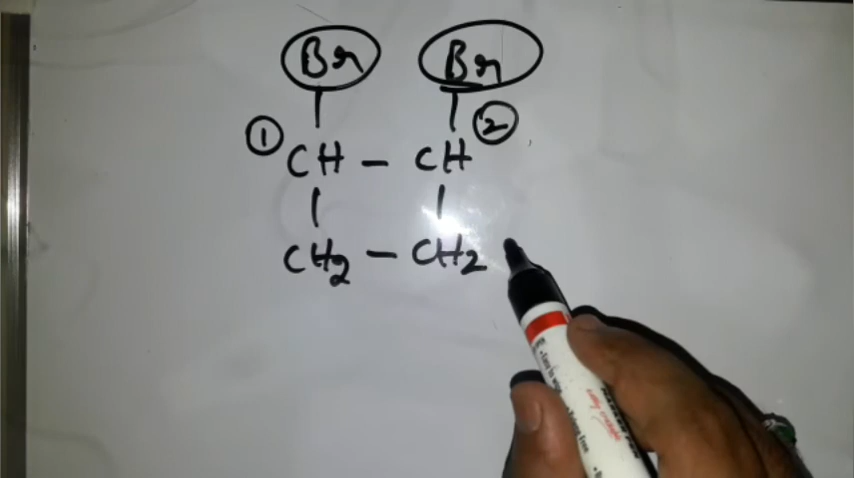 Br Br
① ②
CH - CH
CH2 - CH2